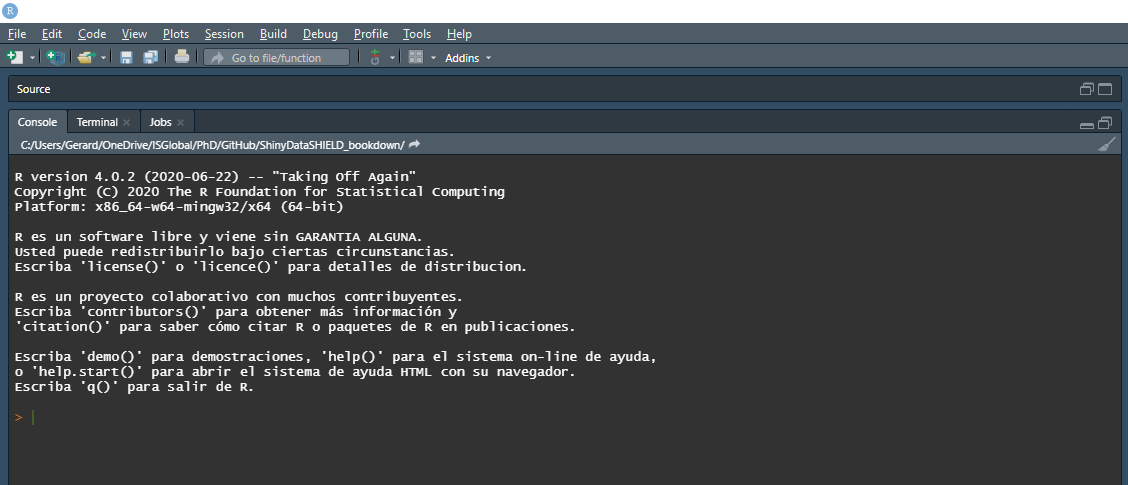 R
File Edit Code View Plots Session Build Debug Profile Tools Help
Go to file/function Addins
Source
Console Terminal Jobs
C:/Users/Gerard/OneDrive/ISGlobal/PhD/GitHub/ShinyDataSHIELD_bookdown/
R version 4.0.2 (2020-06-22) -- "Taking Off Again"
Copyright (C) 2020 The R Foundation for Statistical Computing
Platform: x86_64-w64-mingw32/x64 (64-bit)
R es un software libre y viene sin GARANTIA ALGUNA.
Usted puede redistribuirlo bajo ciertas circunstancias.
Escriba 'license()' o 'licence()' para detalles de distribucion.
R es un proyecto colaborativo con muchos contribuyentes.
Escriba 'contributors()' para obtener más información y
'citation()' para saber cómo citar R o paquetes de R en publicaciones.
Escriba 'demo()' para demostraciones, 'help()' para el sistema on-line de ayuda,
o 'help.start()' para abrir el sistema de ayuda HTML con su navegador.
Escriba 'q()' para salir de R.
>